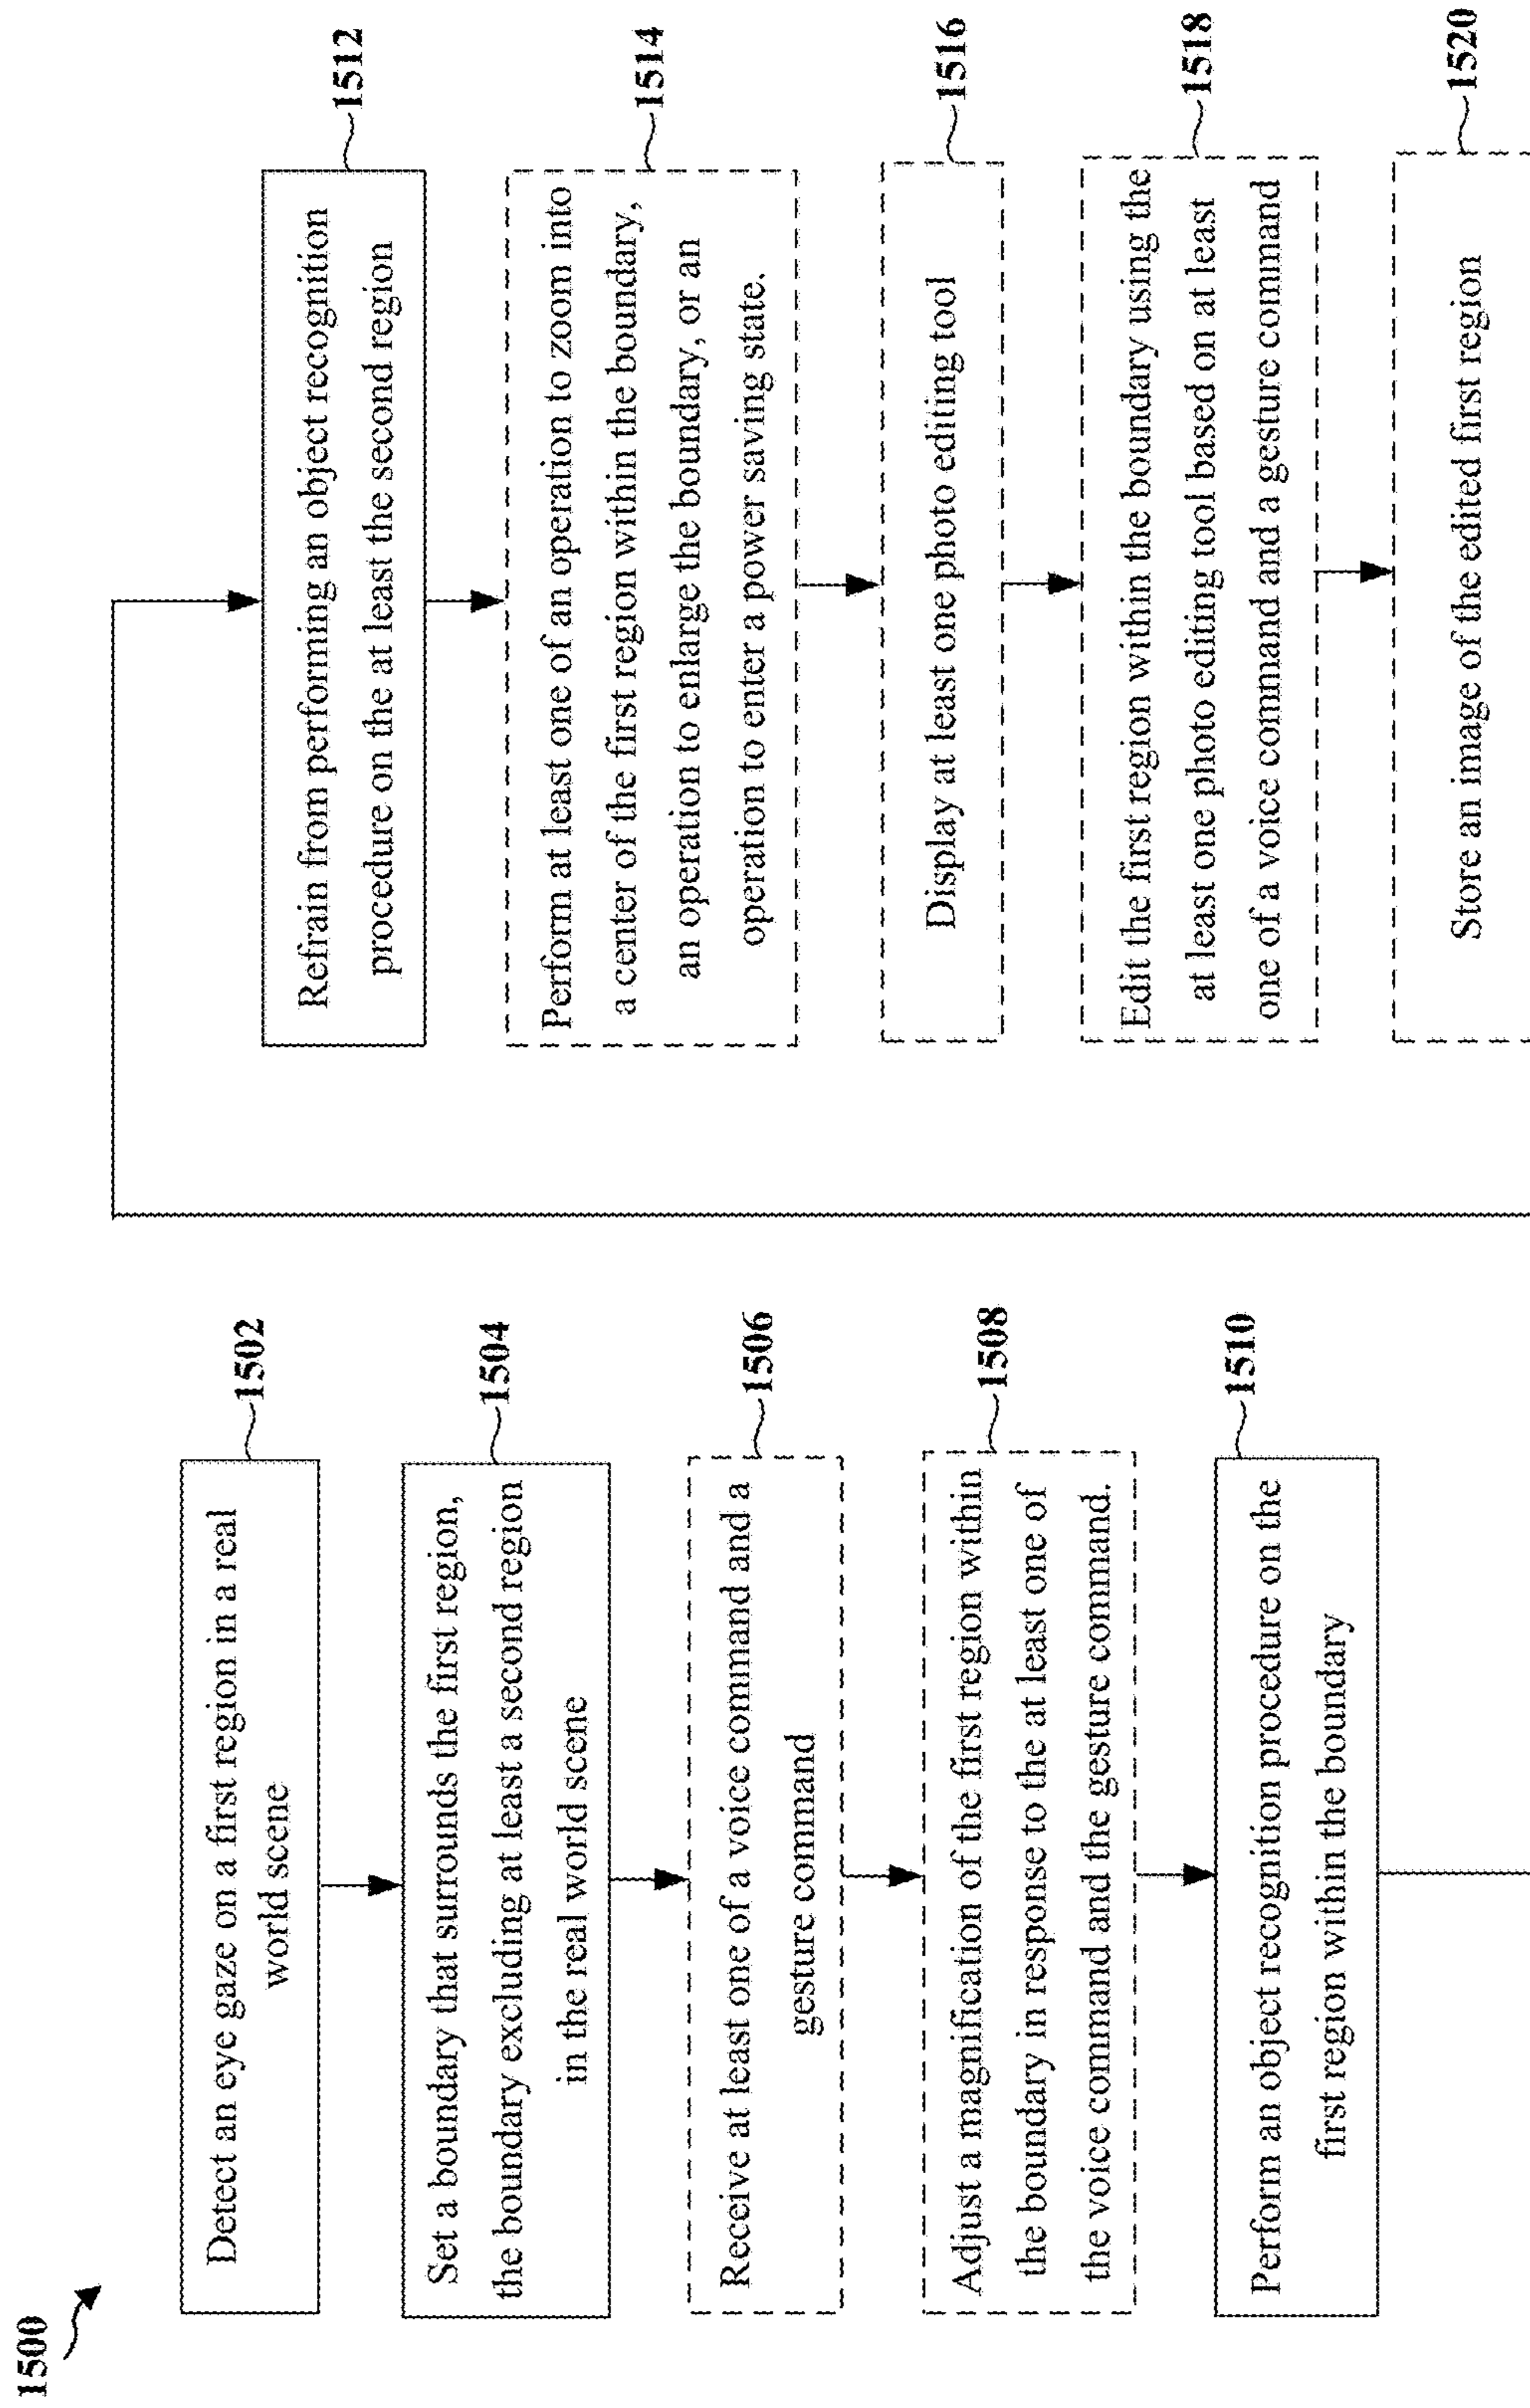 1500
Detect an eye gaze on a first region in a real
world scene
1502
Set a boundary that surrounds the first region,
the boundary excluding at least a second region
in the real world scene
1504
Receive at least one of a voice command and a
gesture command
1506
Adjust a magnification of the first region within
the boundary in response to the at least one of
the voice command and the gesture command.
1508
Perform an object recognition procedure on the
first region within the boundary
1510
Refrain from performing an object recognition
procedure on the at least the second region
1512
Perform at least one of an operation to zoom into
a center of the first region within the boundary,
an operation to enlarge the boundary, or an
operation to enter a power saving state.
1514
Display at least one photo editing tool
1516
Edit the first region within the boundary using the
at least one photo editing tool based on at least
one of a voice command and a gesture command
1518
Store an image of the edited first region
1520